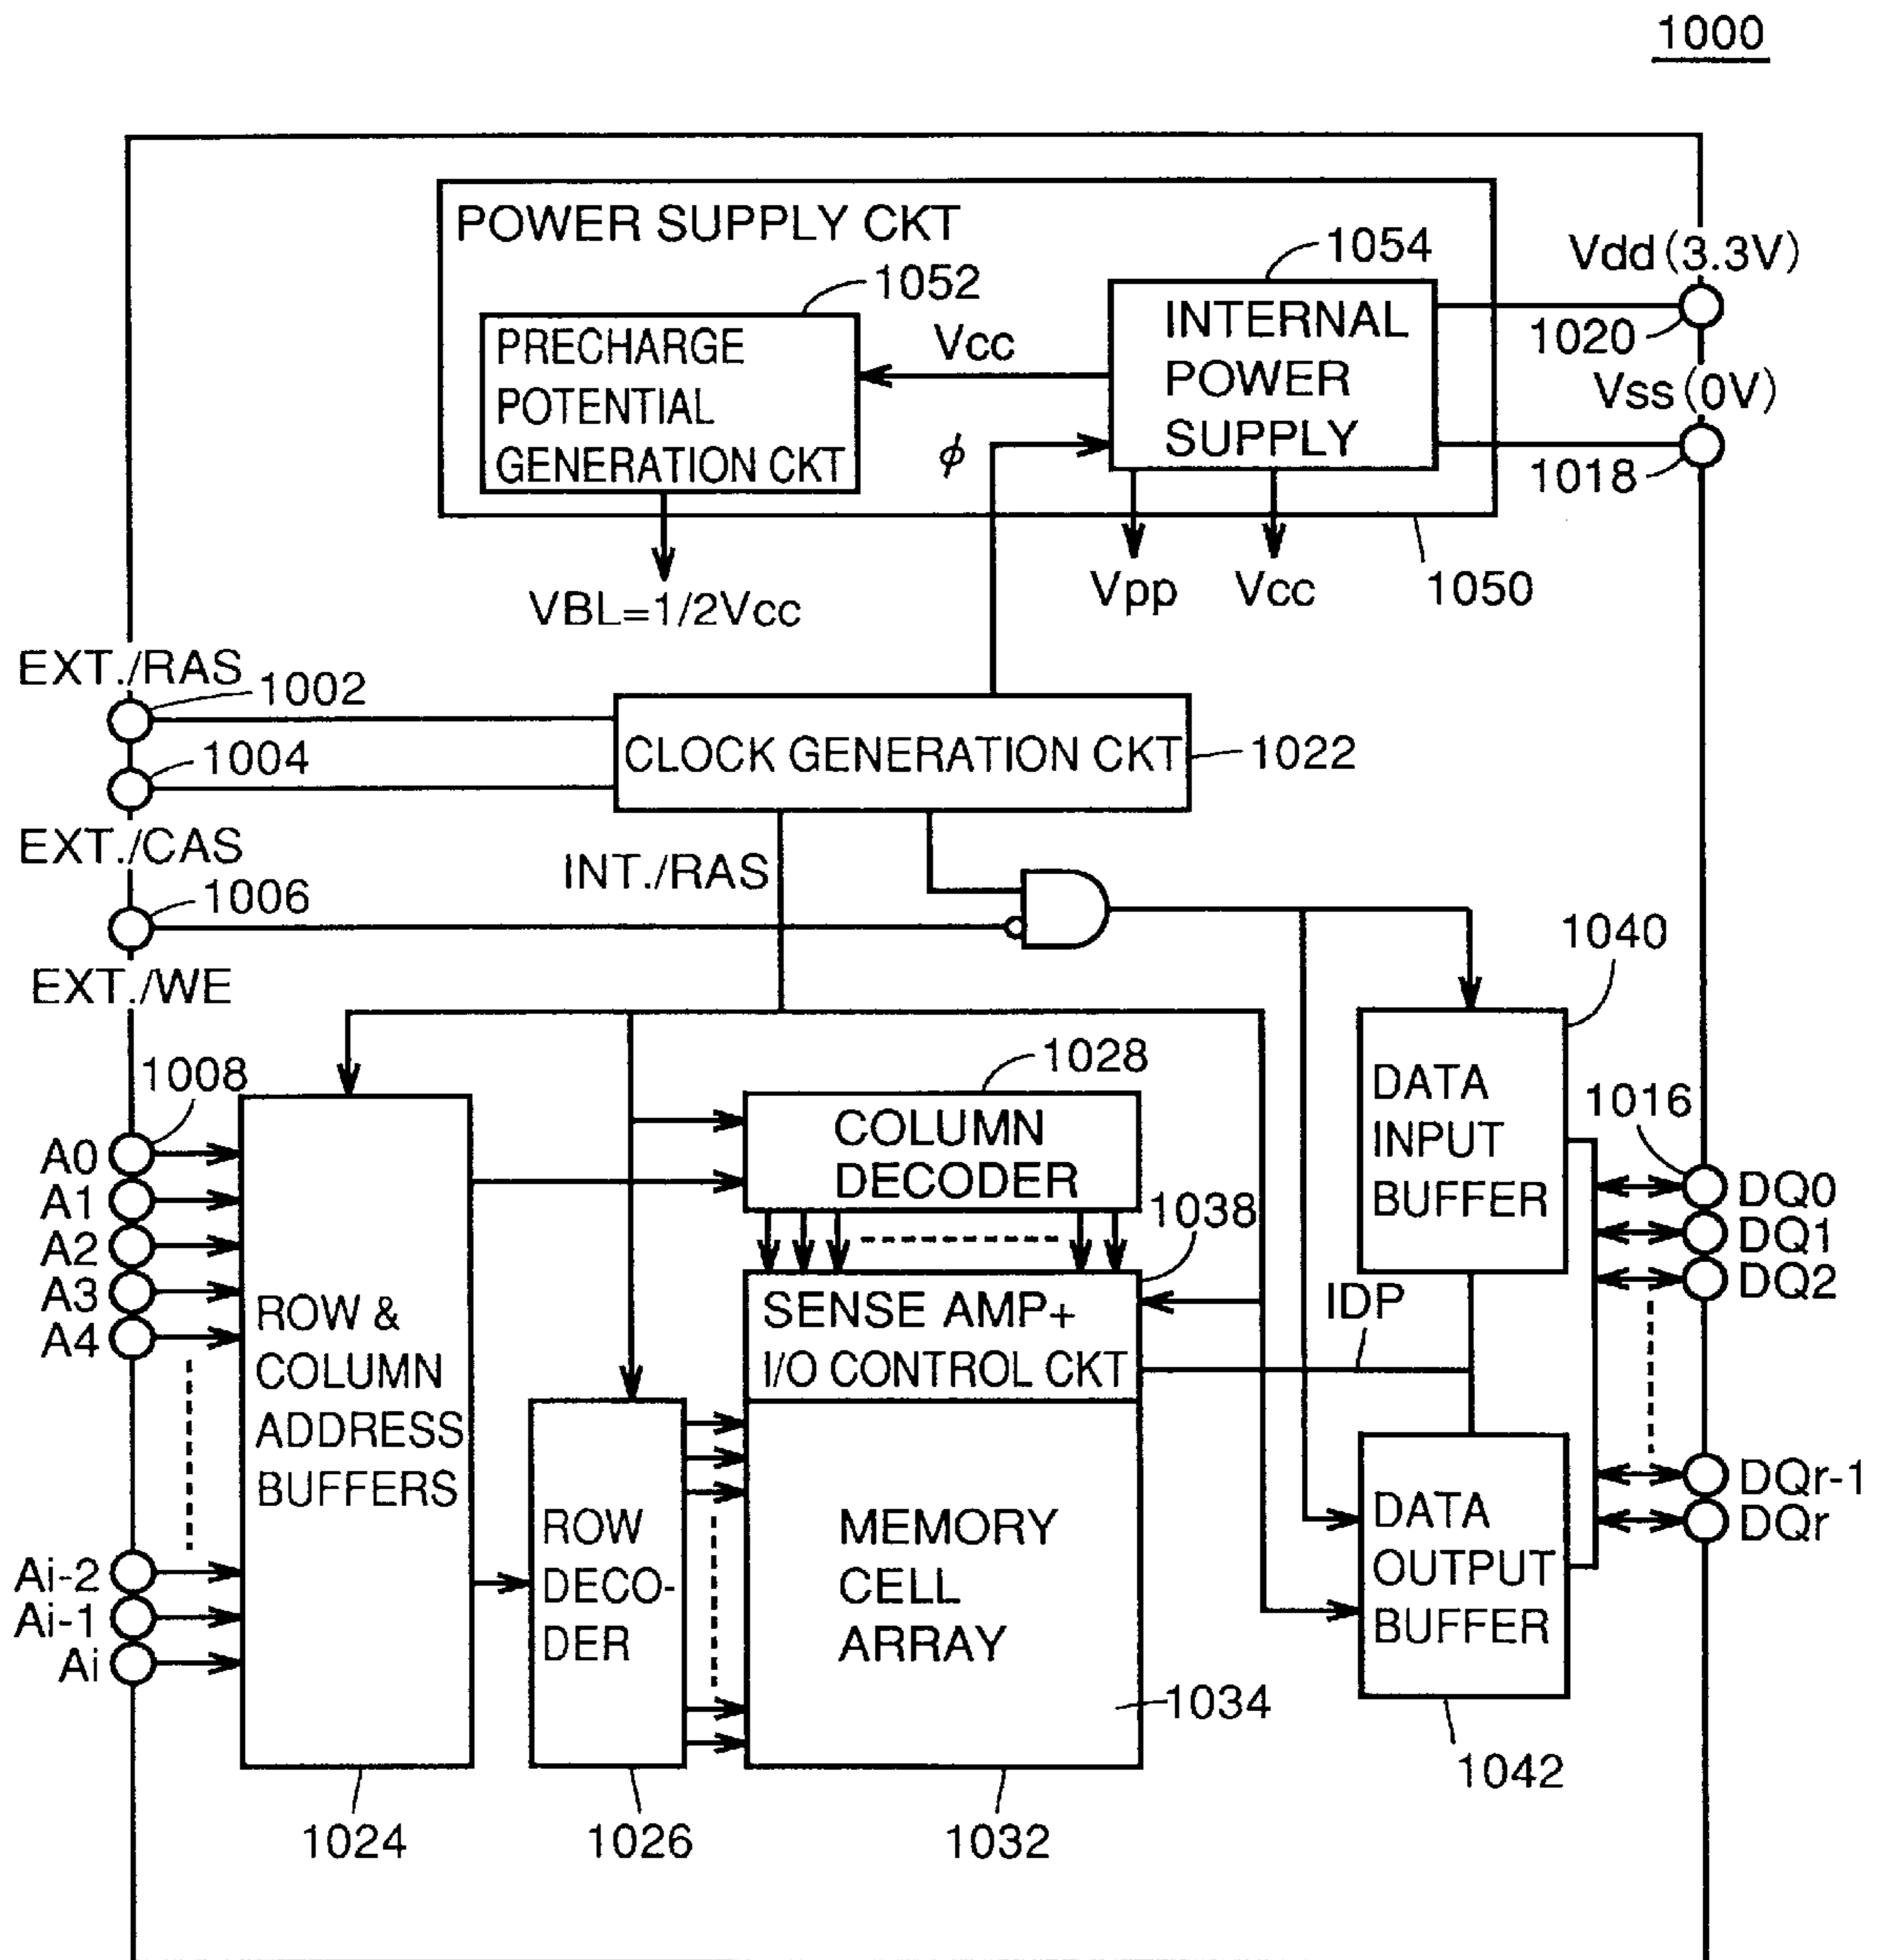 1000
POWER SUPPLY CKT
1054
Vdd (3.3V)
1052
PRECHARGE
POTENTIAL
GENERATION CKT
Vcc
INTERNAL
POWER
SUPPLY
1020
Vss (0V)
ϕ
1018
VBL=1/2Vcc
Vpp
Vcc
1050
EXT./RAS
1002
1004
CLOCK GENERATION CKT
1022
EXT./CAS
INT./RAS
1006
EXT./WE
1040
1008
1028
COLUMN
DECODER
DATA
INPUT
BUFFER
1016
A0
A1
A2
A3
A4
Ai-2
Ai-1
Ai
ROW &
COLUMN
ADDRESS
BUFFERS
1038
SENSE AMP+
I/O CONTROL CKT
IDP
DQ0
DQ1
DQ2
DQr-1
DQr
ROW
DECO-
DER
MEMORY
CELL
ARRAY
DATA
OUTPUT
BUFFER
1034
1042
1024
1026
1032